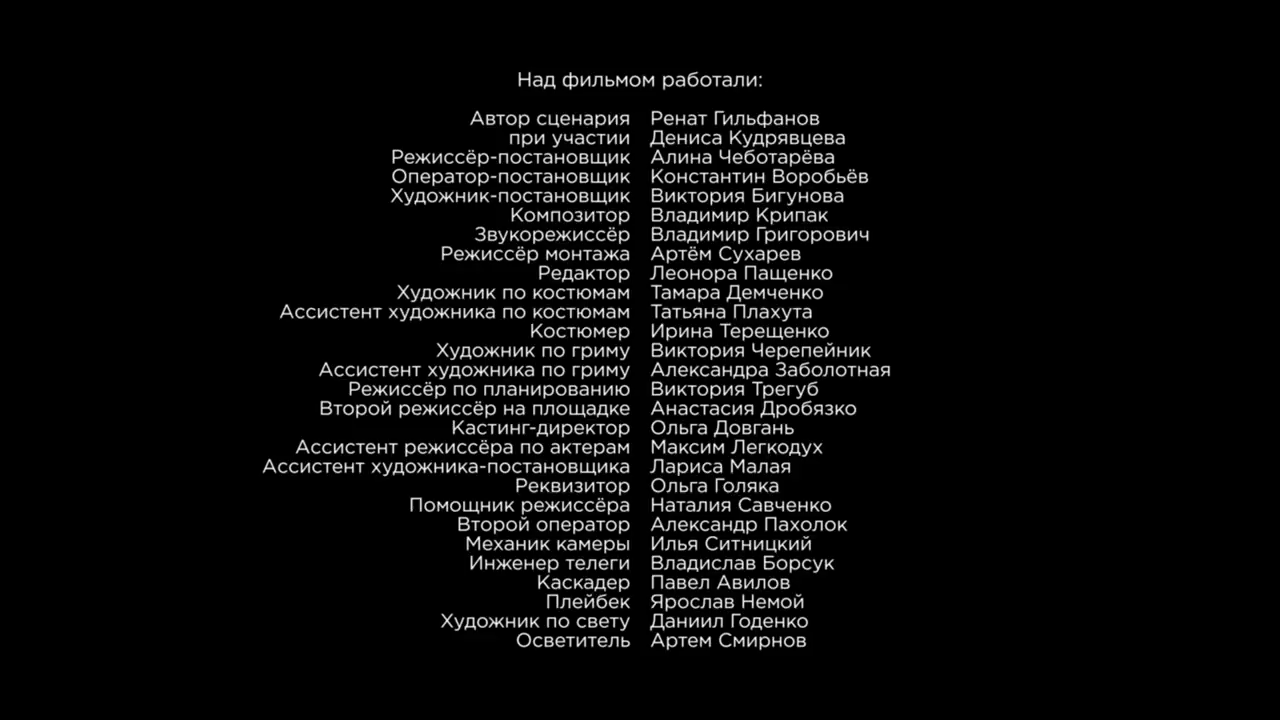 Над фильмом работали:
Автор сценария Ренат Гильфанов
при участии Дениса Кудрявцева
Режиссёр-постановщик Алина Чеботарёва
Оператор-постановщик Константин Воробьёв
Художник-постановщик Виктория Бигунова
Композитор Владимир Крипак
Звукорежиссёр Владимир Григорович
Режиссёр монтажа Артём Сухарев
Редактор Леонора Пащенко
Художник по костюмам Тамара Демченко
Ассистент художника по костюмам Татьяна Плахута
Костюмер Ирина Терещенко
Художник по гриму Виктория Черепейник
Ассистент художника по гриму Александра Заболотная
Режиссёр по планированию Виктория Трегуб
Второй режиссёр на площадке Анастасия Дробязко
Кастинг-директор Ольга Довгань
Ассистент режиссёра по актерам Максим Легкодух
Ассистент художника-постановщика Лариса Малая
Реквизитор Ольга Голяка
Помощник режиссёра Наталия Савченко
Второй оператор Александр Пахолок
Механик камеры Илья Ситницкий
Инженер телеги Владислав Борсук
Каскадер Павел Авилов
Плейбек Ярослав Немой
Художник по свету Даниил Годенко
Осветитель Артем Смирнов